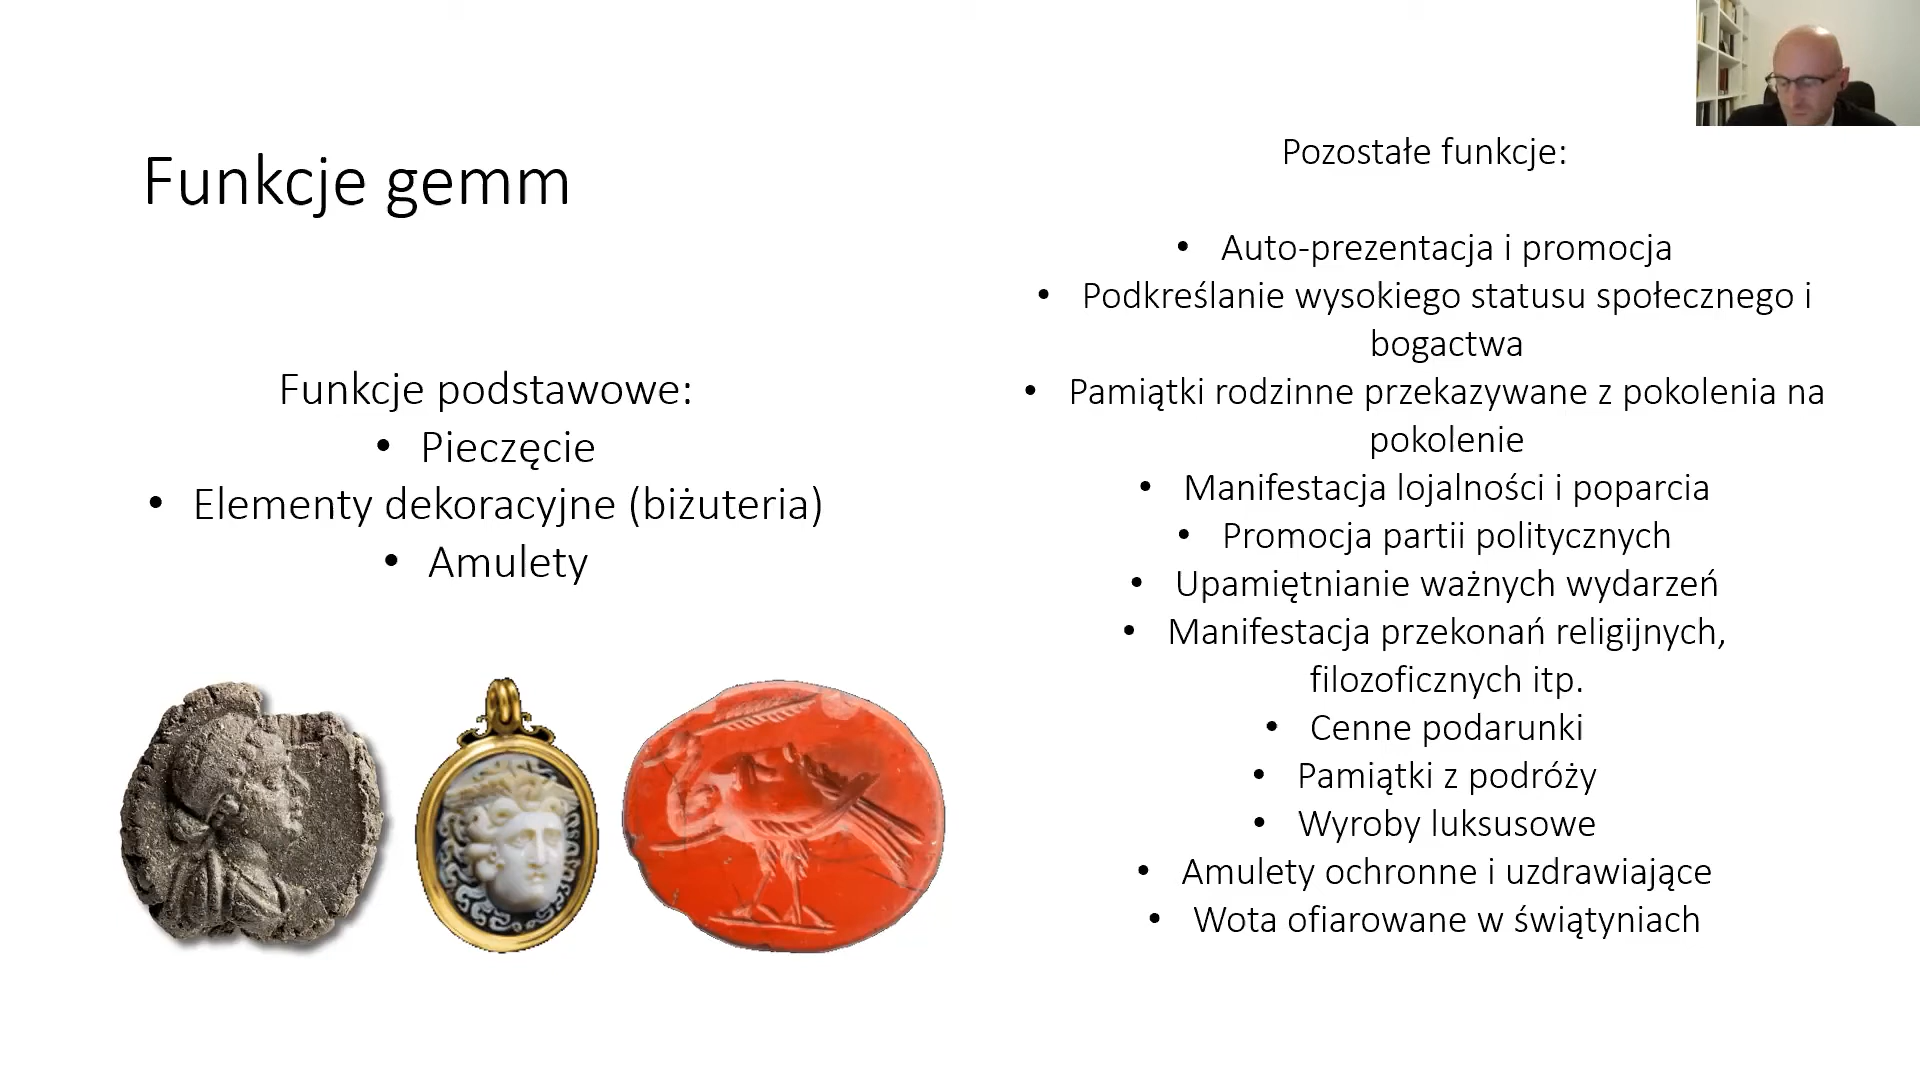 Funkcje gemm
Funkcje podstawowe:
• Pieczęcie
• Elementy dekoracyjne (biżuteria)
• Amulety
Pozostałe funkcje:
• Auto-prezentacja i promocja
• Podkreślanie wysokiego statusu społecznego i
bogactwa
• Pamiątki rodzinne przekazywane z pokolenia na
pokolenie
• Manifestacja lojalności i poparcia
• Promocja partii politycznych
• Upamiętnianie ważnych wydarzeń
• Manifestacja przekonań religijnych,
filozoficznych itp.
• Cenne podarunki
• Pamiątki z podróży
• Wyroby luksusowe
• Amulety ochronne i uzdrawiające
• Wota ofiarowane w świątyniach